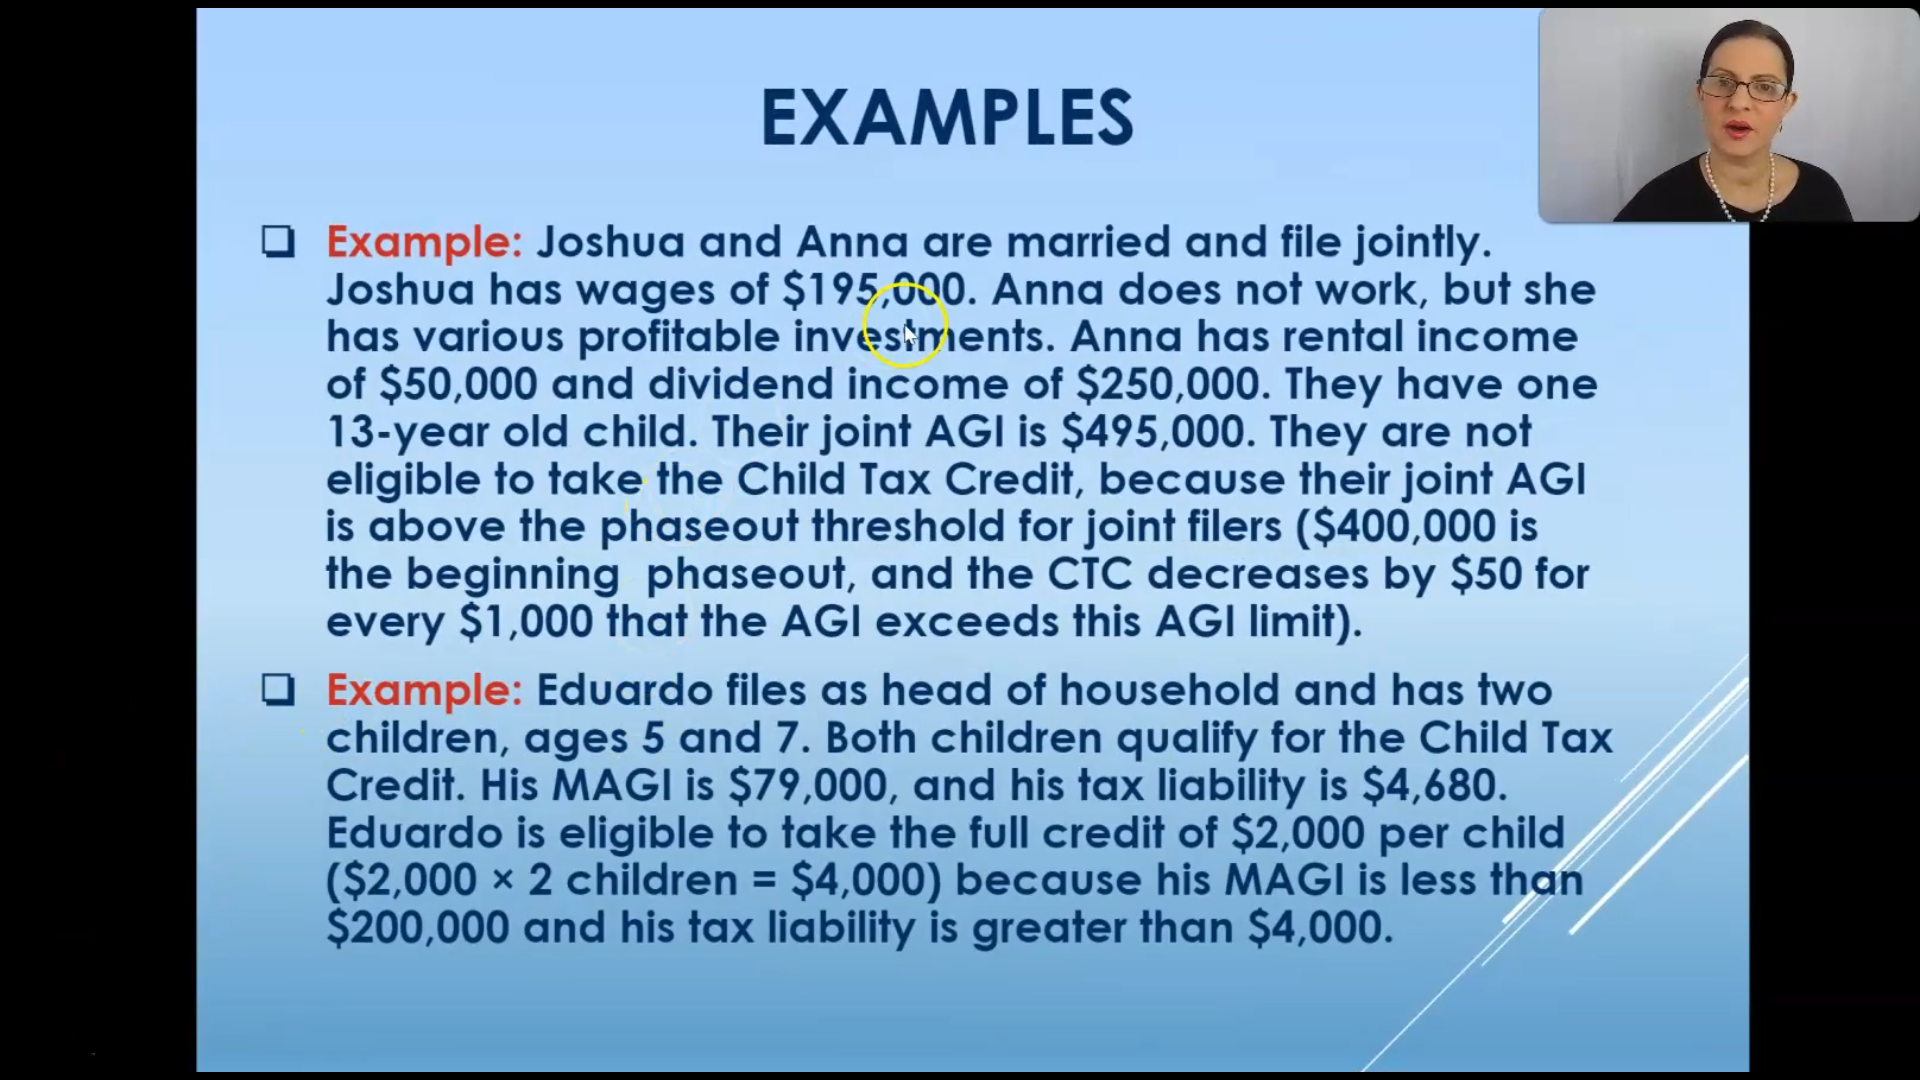 EXAMPLES
Example: Joshua and Anna are married and file jointly.
Joshua has wages of $195,000. Anna does not work, but she
has various profitable investments. Anna has rental income
of $50,000 and dividend income of $250,000. They have one
13-year old child. Their joint AGI is $495,000. They are not
eligible to take the Child Tax Credit, because their joint AGI
is above the phaseout threshold for joint filers ($400,000 is
the beginning phaseout, and the CTC decreases by $50 for
every $1,000 that the AGI exceeds this AGI limit).
Example: Eduardo files as head of household and has two
children, ages 5 and 7. Both children qualify for the Child Tax
Credit. His MAGI is $79,000, and his tax liability is $4,680.
Eduardo is eligible to take the full credit of $2,000 per child
($2,000 × 2 children = $4,000) because his MAGI is less than
$200,000 and his tax liability is greater than $4,000.